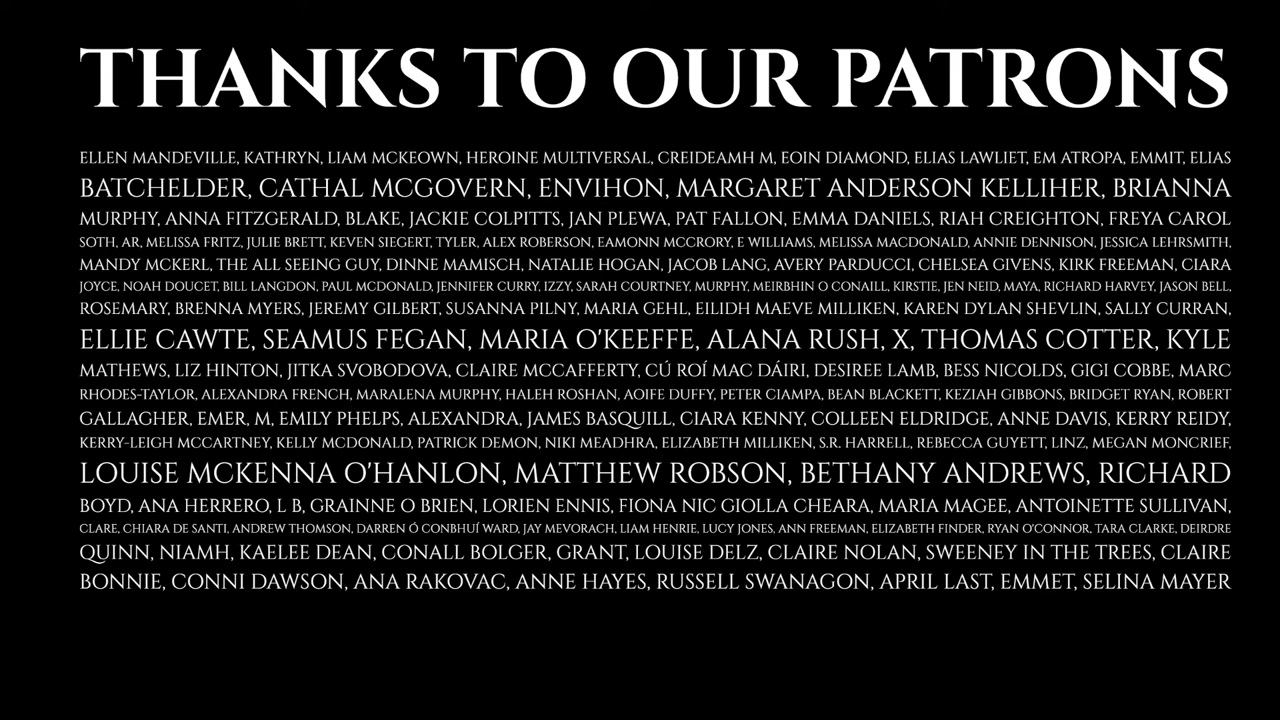 THANKS TO OUR PATRONS
ELLEN MANDEVILLE, KATHRYN, LIAM MCKEOWN, HEROINE MULTIVERSAL, CREIDEAMH M, EOIN DIAMOND, ELIAS LAWLIET, EM ATROPA, EMMIT, ELIAS
BATCHELDER, CATHAL MCGOVERN, ENVIHON, MARGARET ANDERSON KELLIHER, BRIANNA
MURPHY, ANNA FITZGERALD, BLAKE, JACKIE COLPITTS, JAN PLEWA, PAT FALLON, EMMA DANIELS, RIAH CREIGHTON, FREYA CAROL
SOTH, AR, MELISSA FRITZ, JULIE BRETT, KEVEN SIEGERT, TYLER, ALEX ROBERSON, EAMONN MCCRORY, E WILLIAMS, MELISSA MACDONALD, ANNIE DENNISON, JESSICA LEHRSMITH,
MANDY MCKERL, THE ALL SEEING GUY, DINNE MAMISCH, NATALIE HOGAN, JACOB LANG, AVERY PARDUCCI, CHELSEA GIVENS, KIRK FREEMAN, CIARA
JOYCE, NOAH DOUCET, BILL LANGDON, PAUL MCDONALD, JENNIFER CURRY, IZZY, SARAH COURTNEY, MURPHY, MEIRBHIN O CONAILL, KIRSTIE, JEN NEID, MAYA, RICHARD HARVEY, JASON BELL,
ROSEMARY, BRENNA MYERS, JEREMY GILBERT, SUSANNA PILNY, MARIA GEHL, EILIDH MAEVE MILLIKEN, KAREN DYLAN SHEVLIN, SALLY CURRAN,
ELLIE CAWTE, SEAMUS FEGAN, MARIA O'KEEFFE, ALANA RUSH, X, THOMAS COTTER, KYLE
MATHEWS, LIZ HINTON, JITKA SVOBODOVA, CLAIRE MCCAFFERTY, CÚ ROÍ MAC DÁIRI, DESIREE LAMB, BESS NICOLDS, GIGI COBBE, MARC
RHODES-TAYLOR, ALEXANDRA FRENCH, MARALENA MURPHY, HALEH ROSHAN, AOIFE DUFFY, PETER CIAMPA, BEAN BLACKETT, KEZIAH GIBBONS, BRIDGET RYAN, ROBERT
GALLAGHER, EMER, M, EMILY PHELPS, ALEXANDRA, JAMES BASQUILL, CIARA KENNY, COLLEEN ELDRIDGE, ANNE DAVIS, KERRY REIDY,
KERRY-LEIGH MCCARTNEY, KELLY MCDONALD, PATRICK DEMON, NIKI MEADHRA, ELIZABETH MILLIKEN, S.R. HARRELL, REBECCA GUYETT, LINZ, MEGAN MONCRIEF,
LOUISE MCKENNA O'HANLON, MATTHEW ROBSON, BETHANY ANDREWS, RICHARD
BOYD, ANA HERRERO, L B, GRAINNE O BRIEN, LORIEN ENNIS, FIONA NIC GIOLLA CHEARA, MARIA MAGEE, ANTOINETTE SULLIVAN,
CLARE, CHIARA DE SANTI, ANDREW THOMSON, DARREN Ó CONBHUÍ WARD, JAY MEVORACH, LIAM HENRIE, LUCY JONES, ANN FREEMAN, ELIZABETH FINDER, RYAN O'CONNOR, TARA CLARKE, DEIRDRE
QUINN, NIAMH, KAELEE DEAN, CONALL BOLGER, GRANT, LOUISE DELZ, CLAIRE NOLAN, SWEENEY IN THE TREES, CLAIRE
BONNIE, CONNI DAWSON, ANA RAKOVAC, ANNE HAYES, RUSSELL SWANAGON, APRIL LAST, EMMET, SELINA MAYER